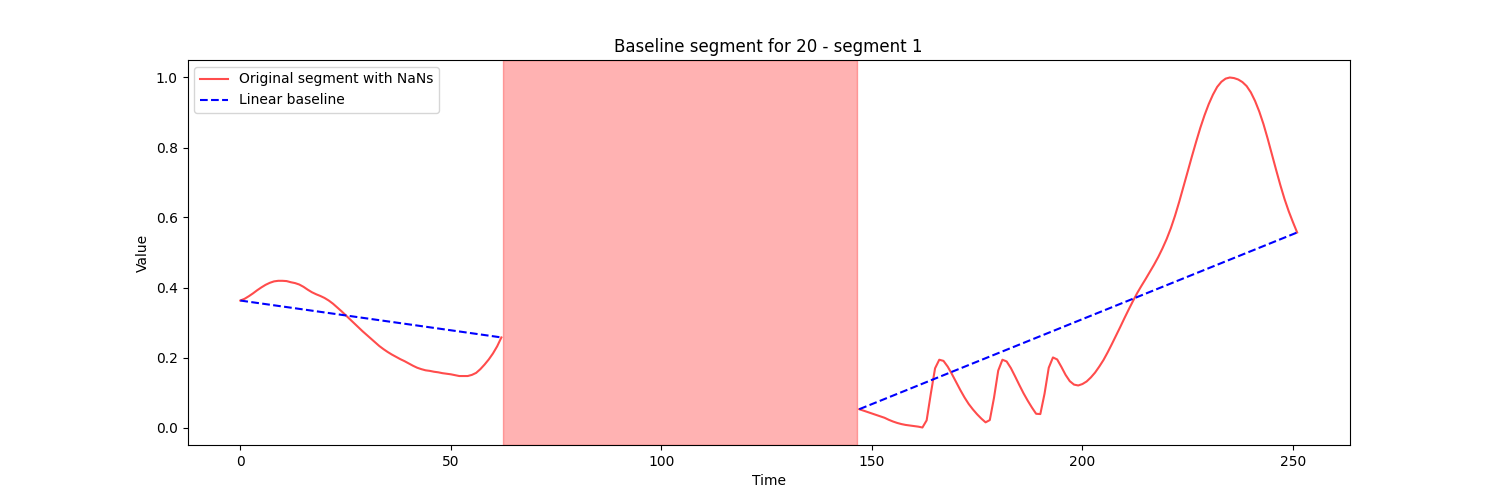 Baseline segment for 20 - segment 1
Original segment with NaNs
Linear baseline
Value
1.0
0.8
0.6
0.4
0.2
0.0
0 50 100 150 200 250
Time